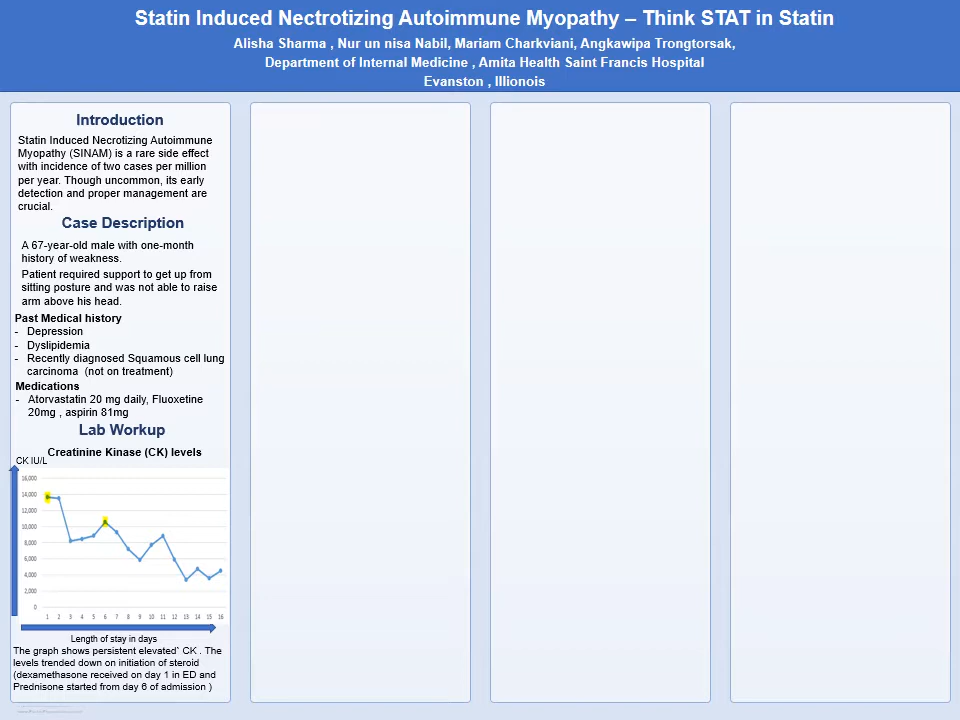 Statin Induced Nectrotizing Autoimmune Myopathy – Think STAT in Statin
Alisha Sharma , Nur un nisa Nabil, Mariam Charkviani, Angkawipa Trongtorsak,
Department of Internal Medicine , Amita Health Saint Francis Hospital
Evanston , Illionois
Introduction
Statin Induced Necrotizing Autoimmune
Myopathy (SINAM) is a rare side effect
with incidence of two cases per million
per year. Though uncommon, its early
detection and proper management are
crucial.
Case Description
A 67-year-old male with one-month
history of weakness.
Patient required support to get up from
sitting posture and was not able to raise
arm above his head.
Past Medical history
- Depression
- Dyslipidemia
- Recently diagnosed Squamous cell lung
carcinoma (not on treatment)
Medications
- Atorvastatin 20 mg daily, Fluoxetine
20mg , aspirin 81mg
Lab Workup
Creatinine Kinase (CK) levels
CK IU/L
16,000
14,000
12,000
10,000
8,000
6,000
4,000
2,000
0
1 2 3 4 5 6 7 8 9 10 11 12 13 14 15 16
Length of stay in days
The graph shows persistent elevated` CK . The
levels trended down on initiation of steroid
(dexamethasone received on day 1 in ED and
Prednisone started from day 6 of admission )